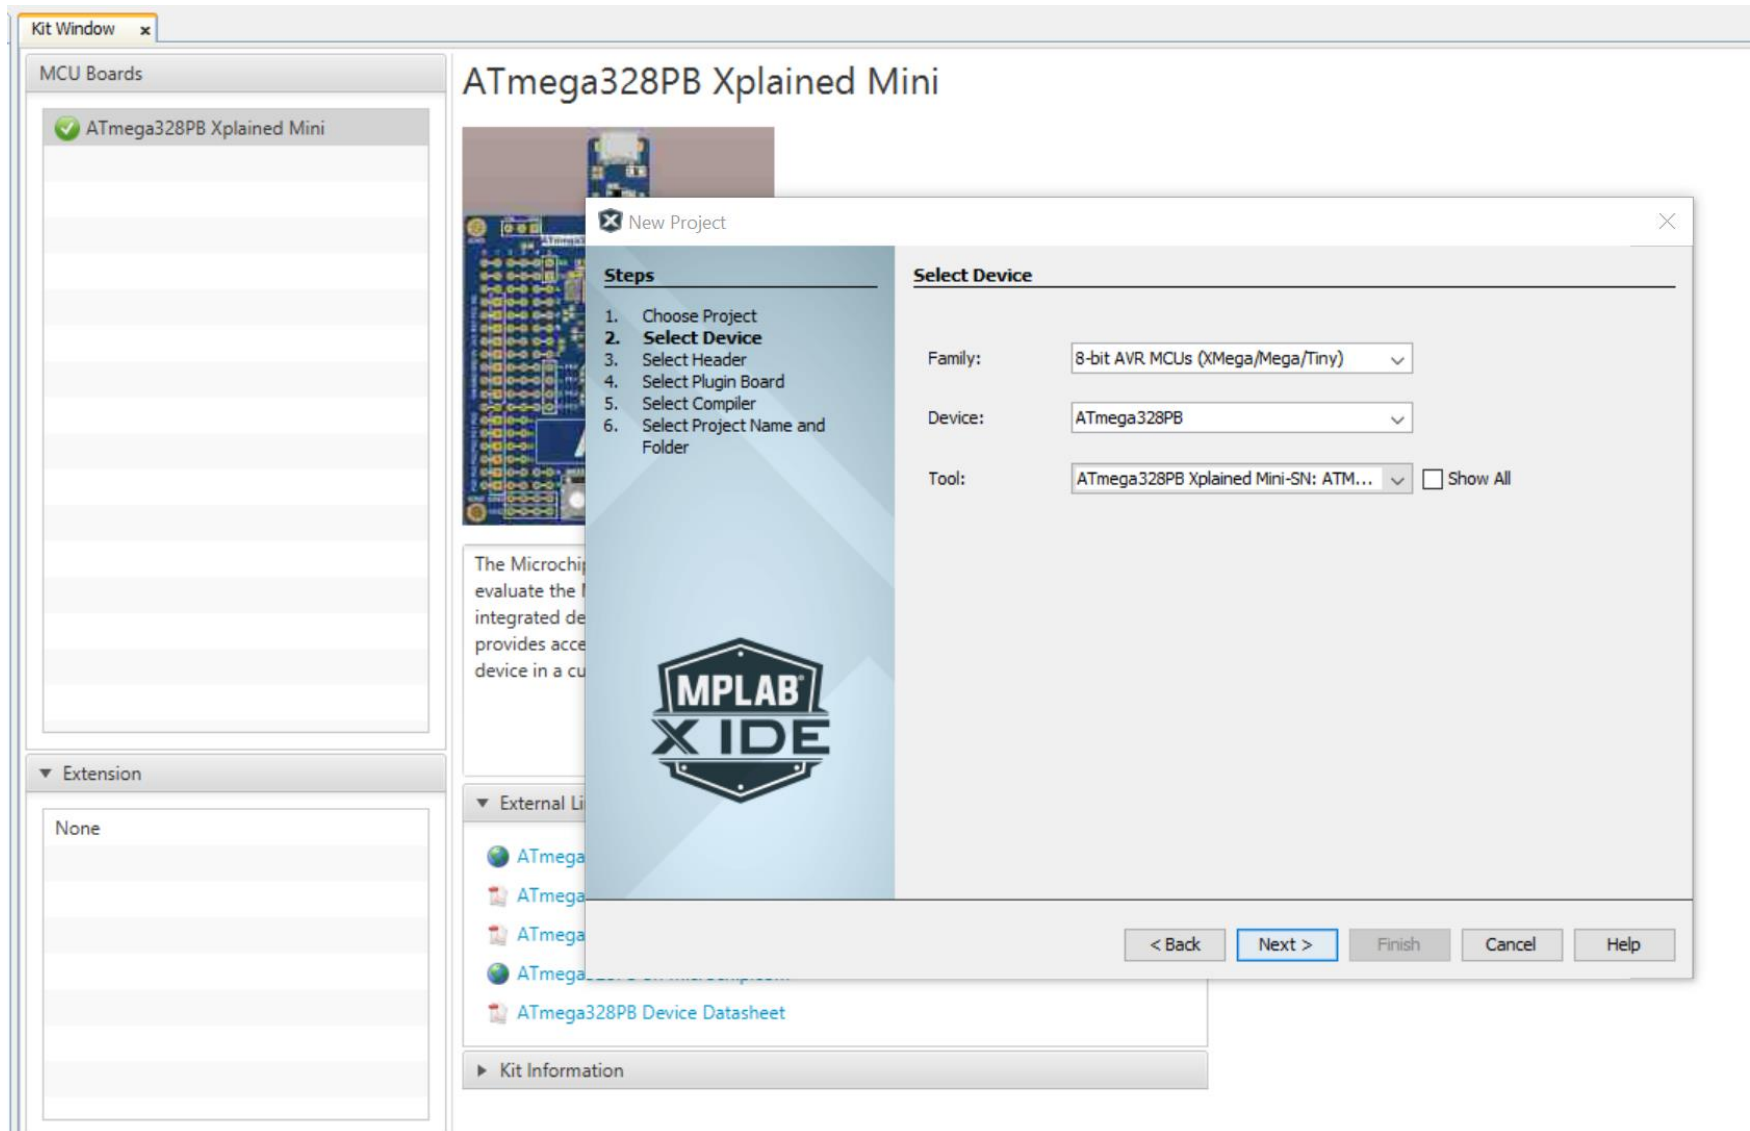 Kit Window
MCU Boards
ATmega328PB Xplained Mini
Extension
None
ATmega328PB Xplained Mini
The Microchip
evaluate the
integrated de
provides acce
device in a cu
External Li
ATmega
ATmega
ATmega
ATmega
ATmega328PB Device Datasheet
Kit Information
New Project
Steps
1. Choose Project
2. Select Device
3. Select Header
4. Select Plugin Board
5. Select Compiler
6. Select Project Name and
Folder
MPLAB®
X IDE
Select Device
Family: 8-bit AVR MCUs (XMega/Mega/Tiny)
Device: ATmega328PB
Tool: ATmega328PB Xplained Mini-SN: ATM... Show All
< Back Next > Finish Cancel Help